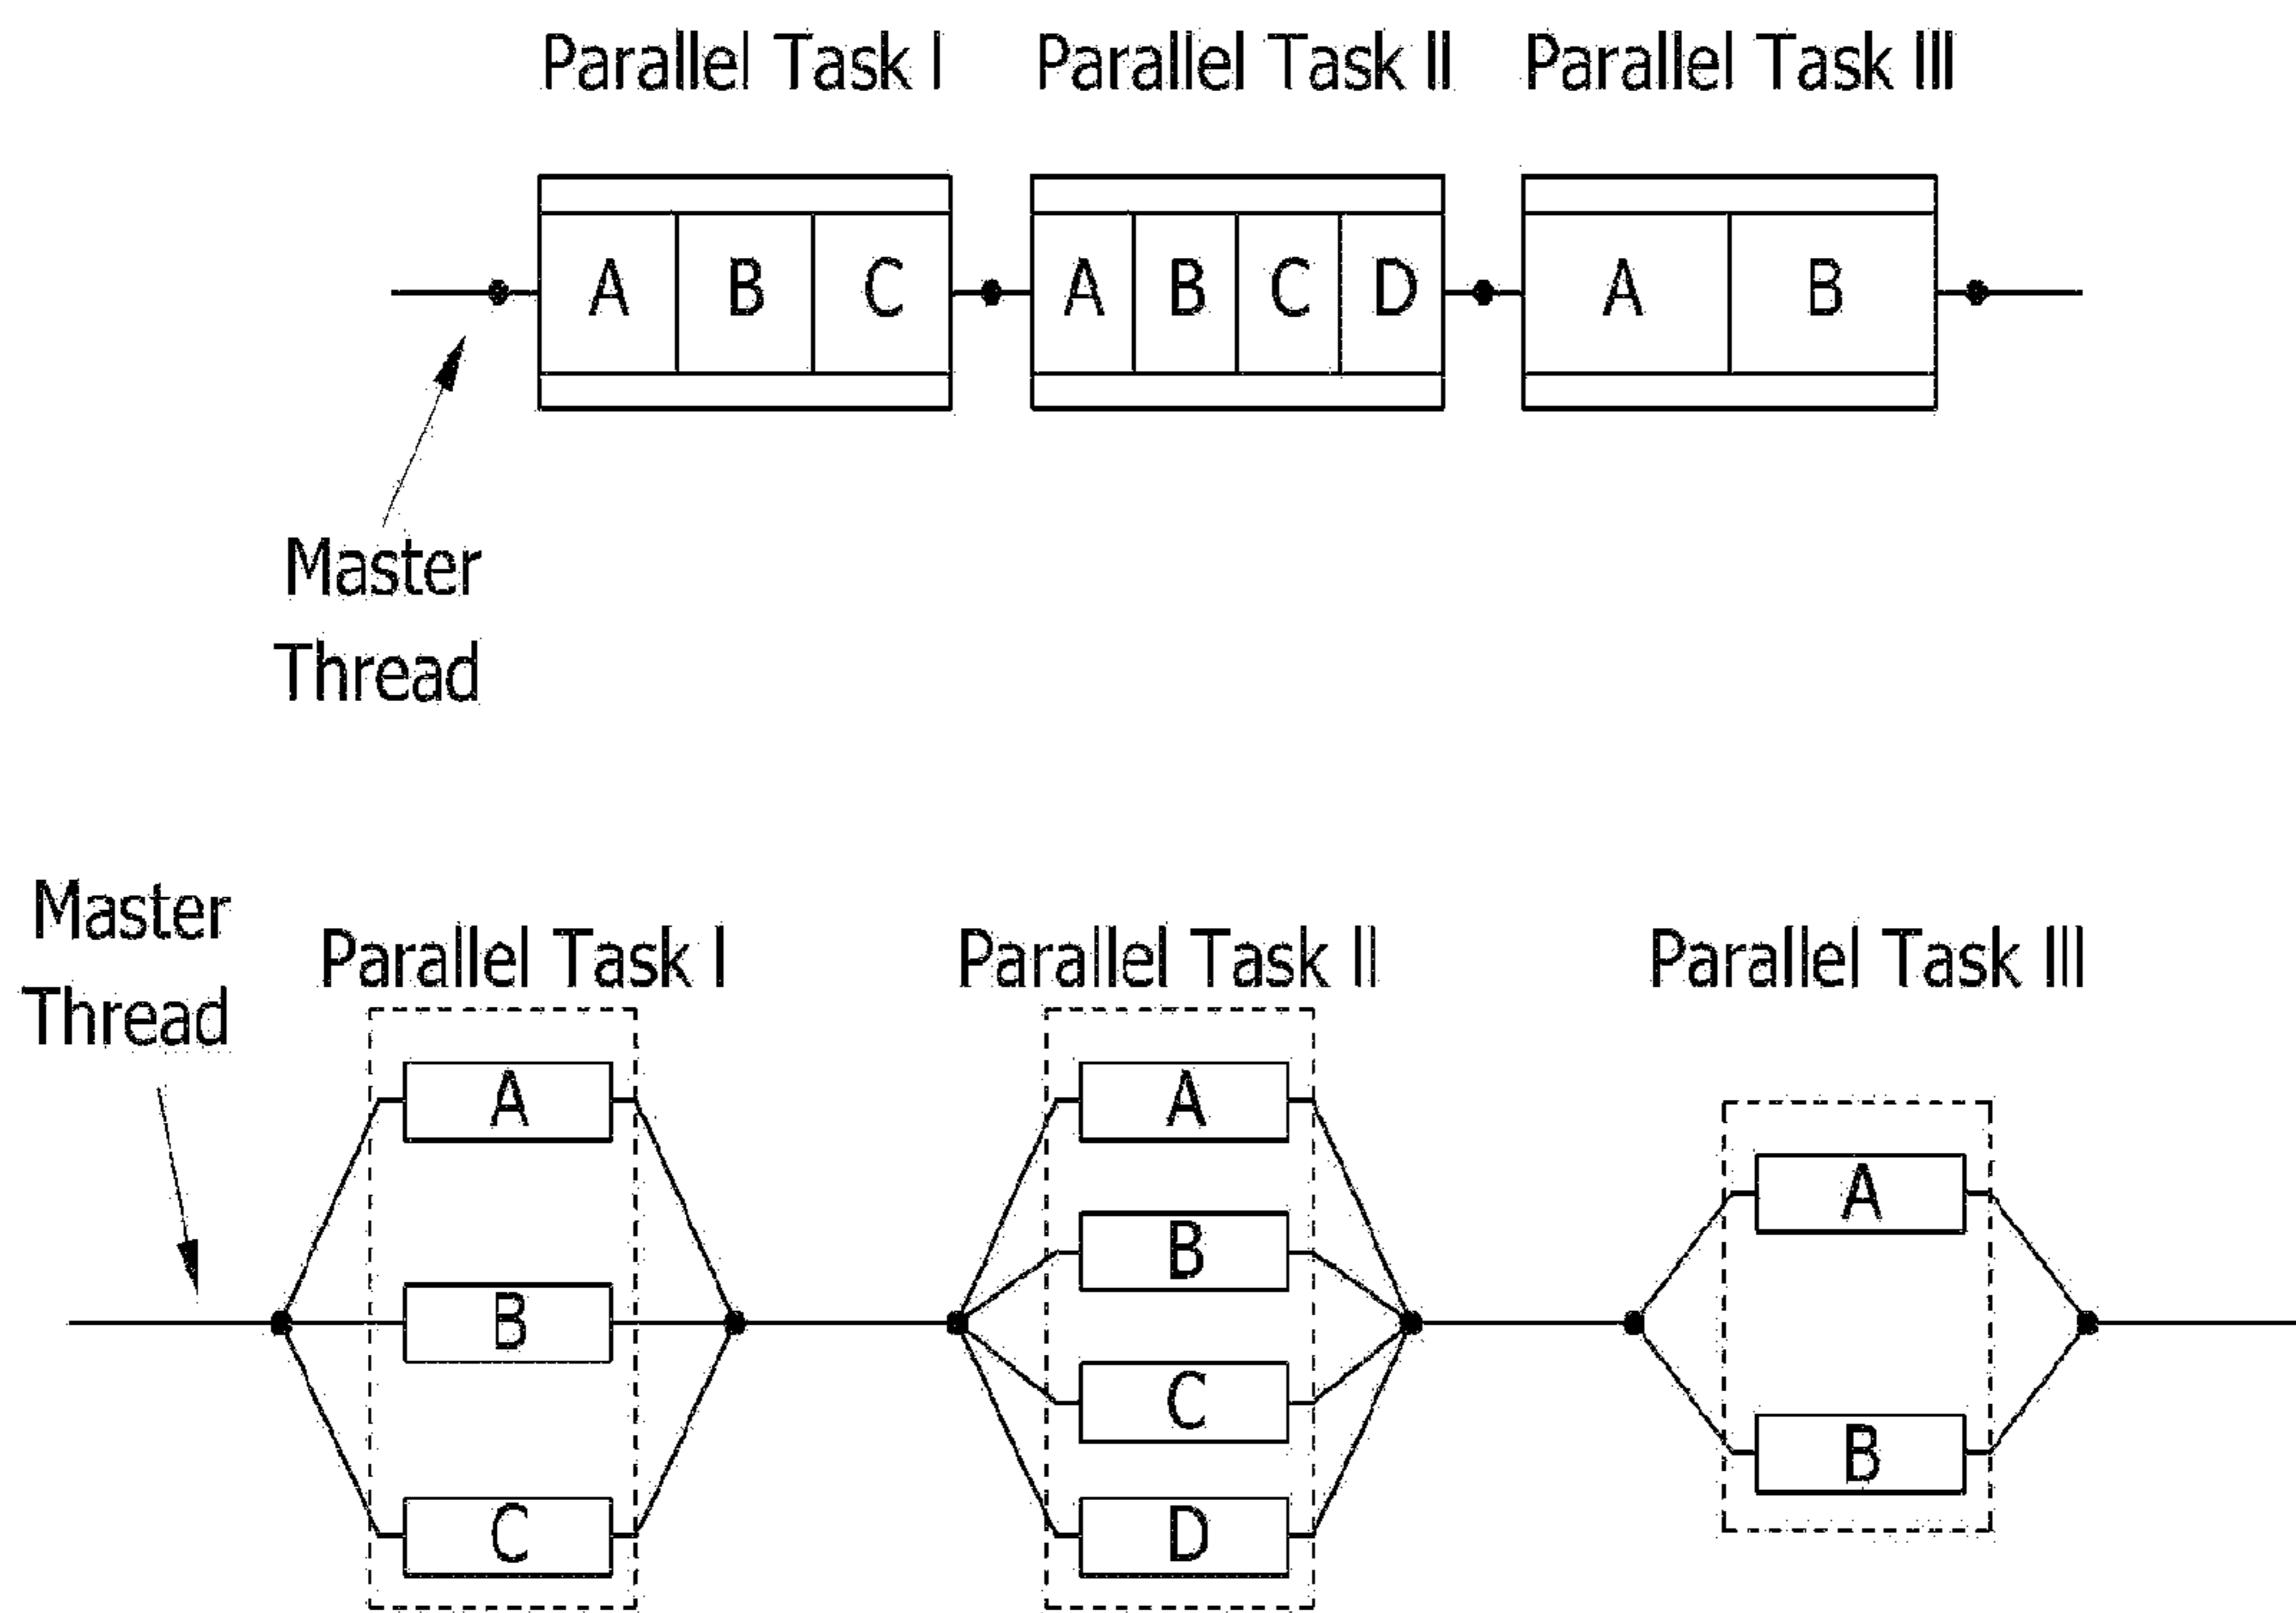 Parallel Task I Parallel Task II Parallel Task III
A B C A B C D A B
Master
Thread
Master
Thread
Parallel Task I Parallel Task II Parallel Task III
A
B
C
A
B
C
D
A
B